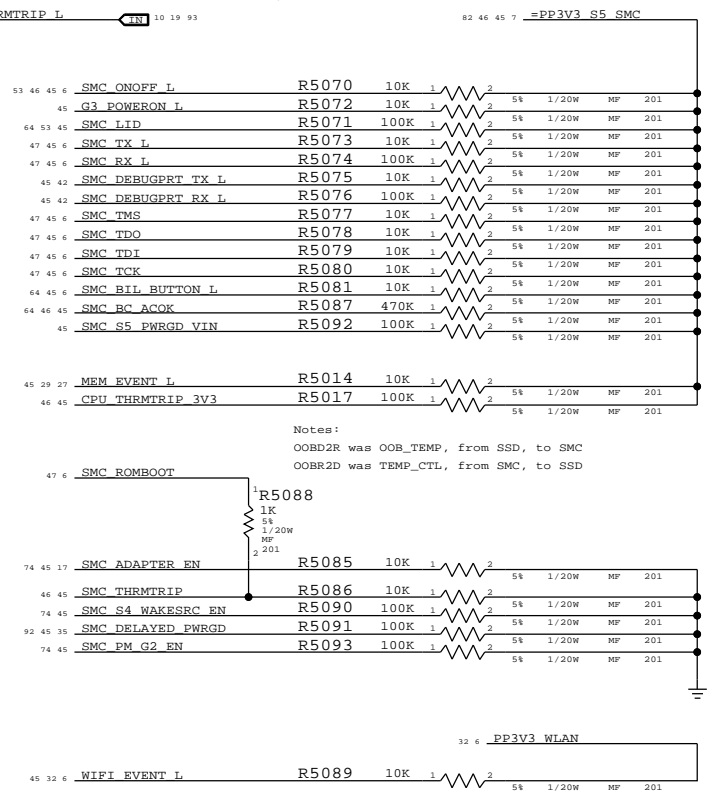 RMTRIP_L IN 10 19 93 82 46 45 7 =PP3V3_S5_SMC
53 46 45 6 SMC_ONOFF_L R5070 10K 1 2 5% 1/20W MF 201
45 G3_POWERON_L R5072 10K 1 2 5% 1/20W MF 201
64 53 45 SMC_LID R5071 100K 1 2 5% 1/20W MF 201
47 45 6 SMC_TX_L R5073 10K 1 2 5% 1/20W MF 201
47 45 6 SMC_RX_L R5074 100K 1 2 5% 1/20W MF 201
45 42 SMC_DEBUGPRT_TX_L R5075 10K 1 2 5% 1/20W MF 201
45 42 SMC_DEBUGPRT_RX_L R5076 100K 1 2 5% 1/20W MF 201
47 45 6 SMC_TMS R5077 10K 1 2 5% 1/20W MF 201
47 45 6 SMC_TDO R5078 10K 1 2 5% 1/20W MF 201
47 45 6 SMC_TDI R5079 10K 1 2 5% 1/20W MF 201
47 45 6 SMC_TCK R5080 10K 1 2 5% 1/20W MF 201
64 45 6 SMC_BIL_BUTTON_L R5081 10K 1 2 5% 1/20W MF 201
64 46 45 SMC_BC_ACOK R5087 470K 1 2 5% 1/20W MF 201
45 SMC_S5_PWRGD_VIN R5092 100K 1 2 5% 1/20W MF 201
45 29 27 MEM_EVENT_L R5014 10K 1 2 5% 1/20W MF 201
46 45 CPU_THRMTRIP_3V3 R5017 100K 1 2 5% 1/20W MF 201
Notes:
OOBD2R was OOB_TEMP, from SSD, to SMC
OOBR2D was TEMP_CTL, from SMC, to SSD
47 6 SMC_ROMBOOT
1 R5088
1K
5%
1/20W
MF
2 201
74 45 17 SMC_ADAPTER_EN R5085 10K 1 2 5% 1/20W MF 201
46 45 SMC_THRMTRIP R5086 10K 1 2 5% 1/20W MF 201
74 45 SMC_S4_WAKESRC_EN R5090 100K 1 2 5% 1/20W MF 201
92 45 35 SMC_DELAYED_PWRGD R5091 100K 1 2 5% 1/20W MF 201
74 45 SMC_PM_G2_EN R5093 100K 1 2 5% 1/20W MF 201
32 6 PP3V3_WLAN
45 32 6 WIFI_EVENT_L R5089 10K 1 2 5% 1/20W MF 201